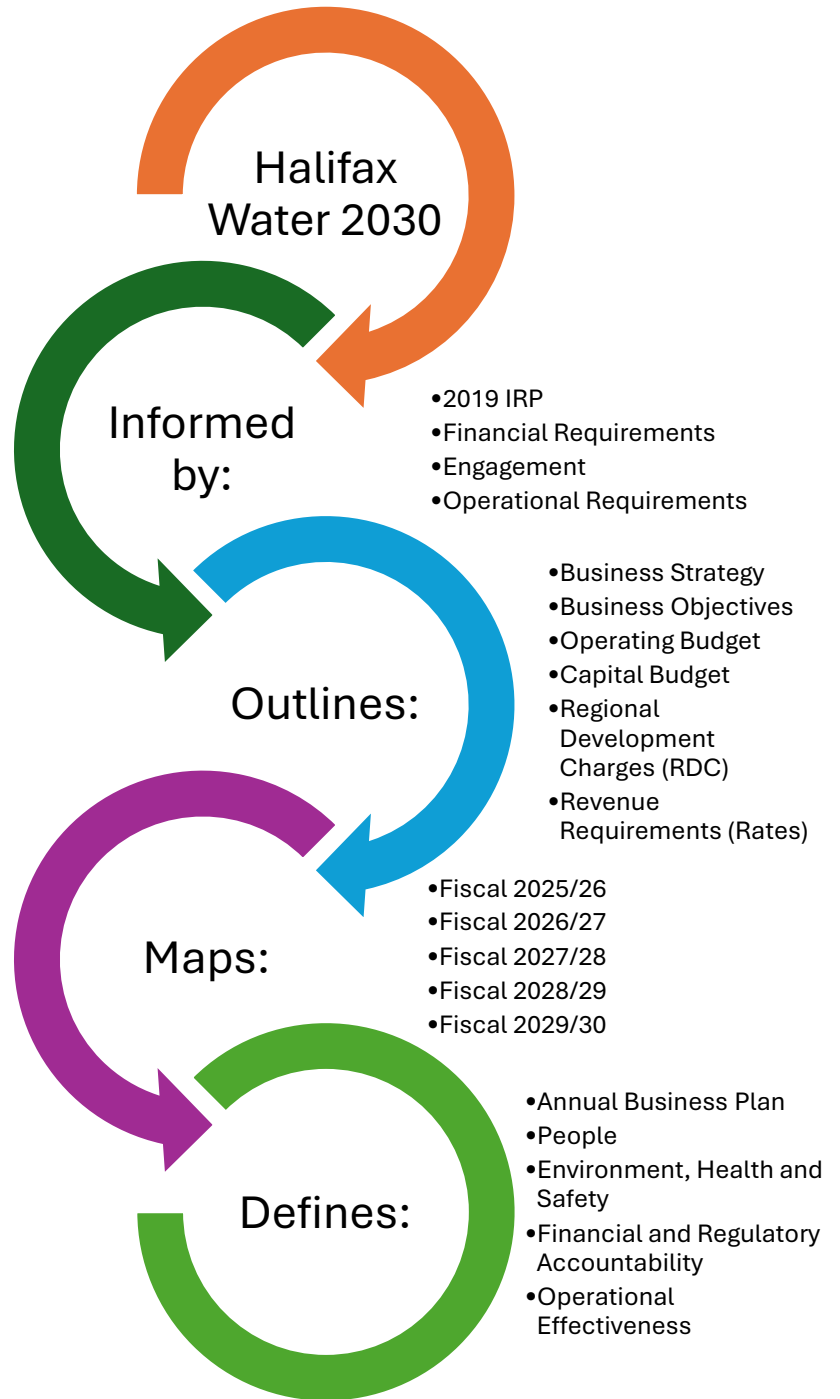 Halifax
Water 2030
Informed
by:
•2019 IRP
•Financial Requirements
•Engagement
•Operational Requirements
Outlines:
•Business Strategy
•Business Objectives
•Operating Budget
•Capital Budget
•Regional
Development
Charges (RDC)
•Revenue
Requirements (Rates)
Maps:
•Fiscal 2025/26
•Fiscal 2026/27
•Fiscal 2027/28
•Fiscal 2028/29
•Fiscal 2029/30
Defines:
•Annual Business Plan
•People
•Environment, Health and
Safety
•Financial and Regulatory
Accountability
•Operational
Effectiveness